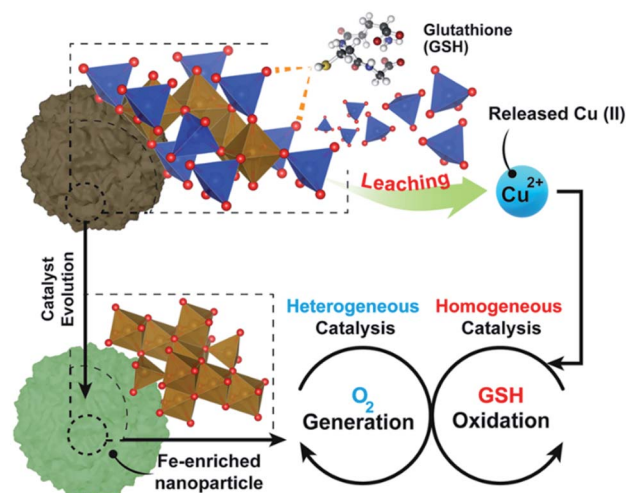 Glutathione
(GSH)
Released Cu (II)
Leaching
Cu2+
Catalyst
Evolution
Heterogeneous
Catalysis
Homogeneous
Catalysis
O2
Generation
GSH
Oxidation
Fe-enriched
nanoparticle